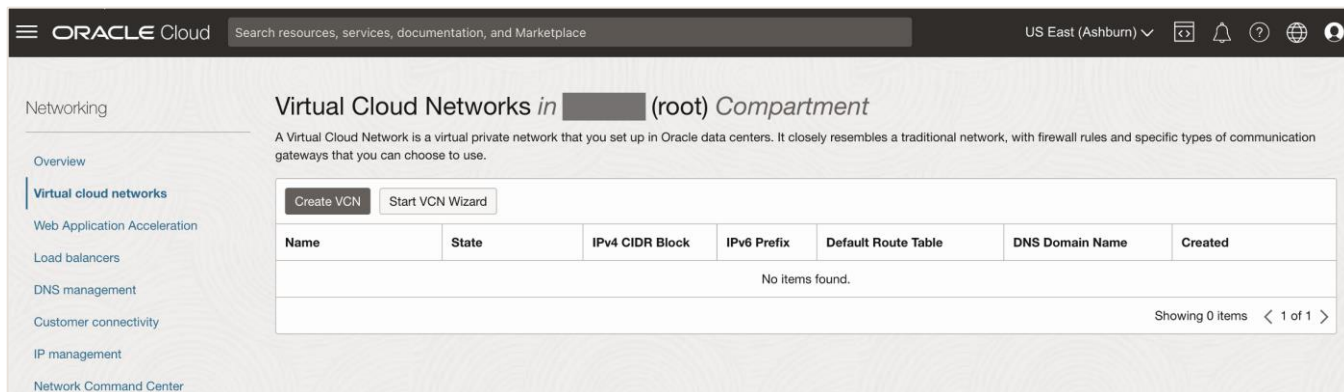 ORACLE Cloud
Search resources, services, documentation, and Marketplace
US East (Ashburn)
Networking
Overview
Virtual cloud networks
Web Application Acceleration
Load balancers
DNS management
Customer connectivity
IP management
Network Command Center
Virtual Cloud Networks in (root) Compartment
A Virtual Cloud Network is a virtual private network that you set up in Oracle data centers. It closely resembles a traditional network, with firewall rules and specific types of communication
gateways that you can choose to use.
Create VCN Start VCN Wizard
Name State IPv4 CIDR Block IPv6 Prefix Default Route Table DNS Domain Name Created
No items found.
Showing 0 items < 1 of 1 >